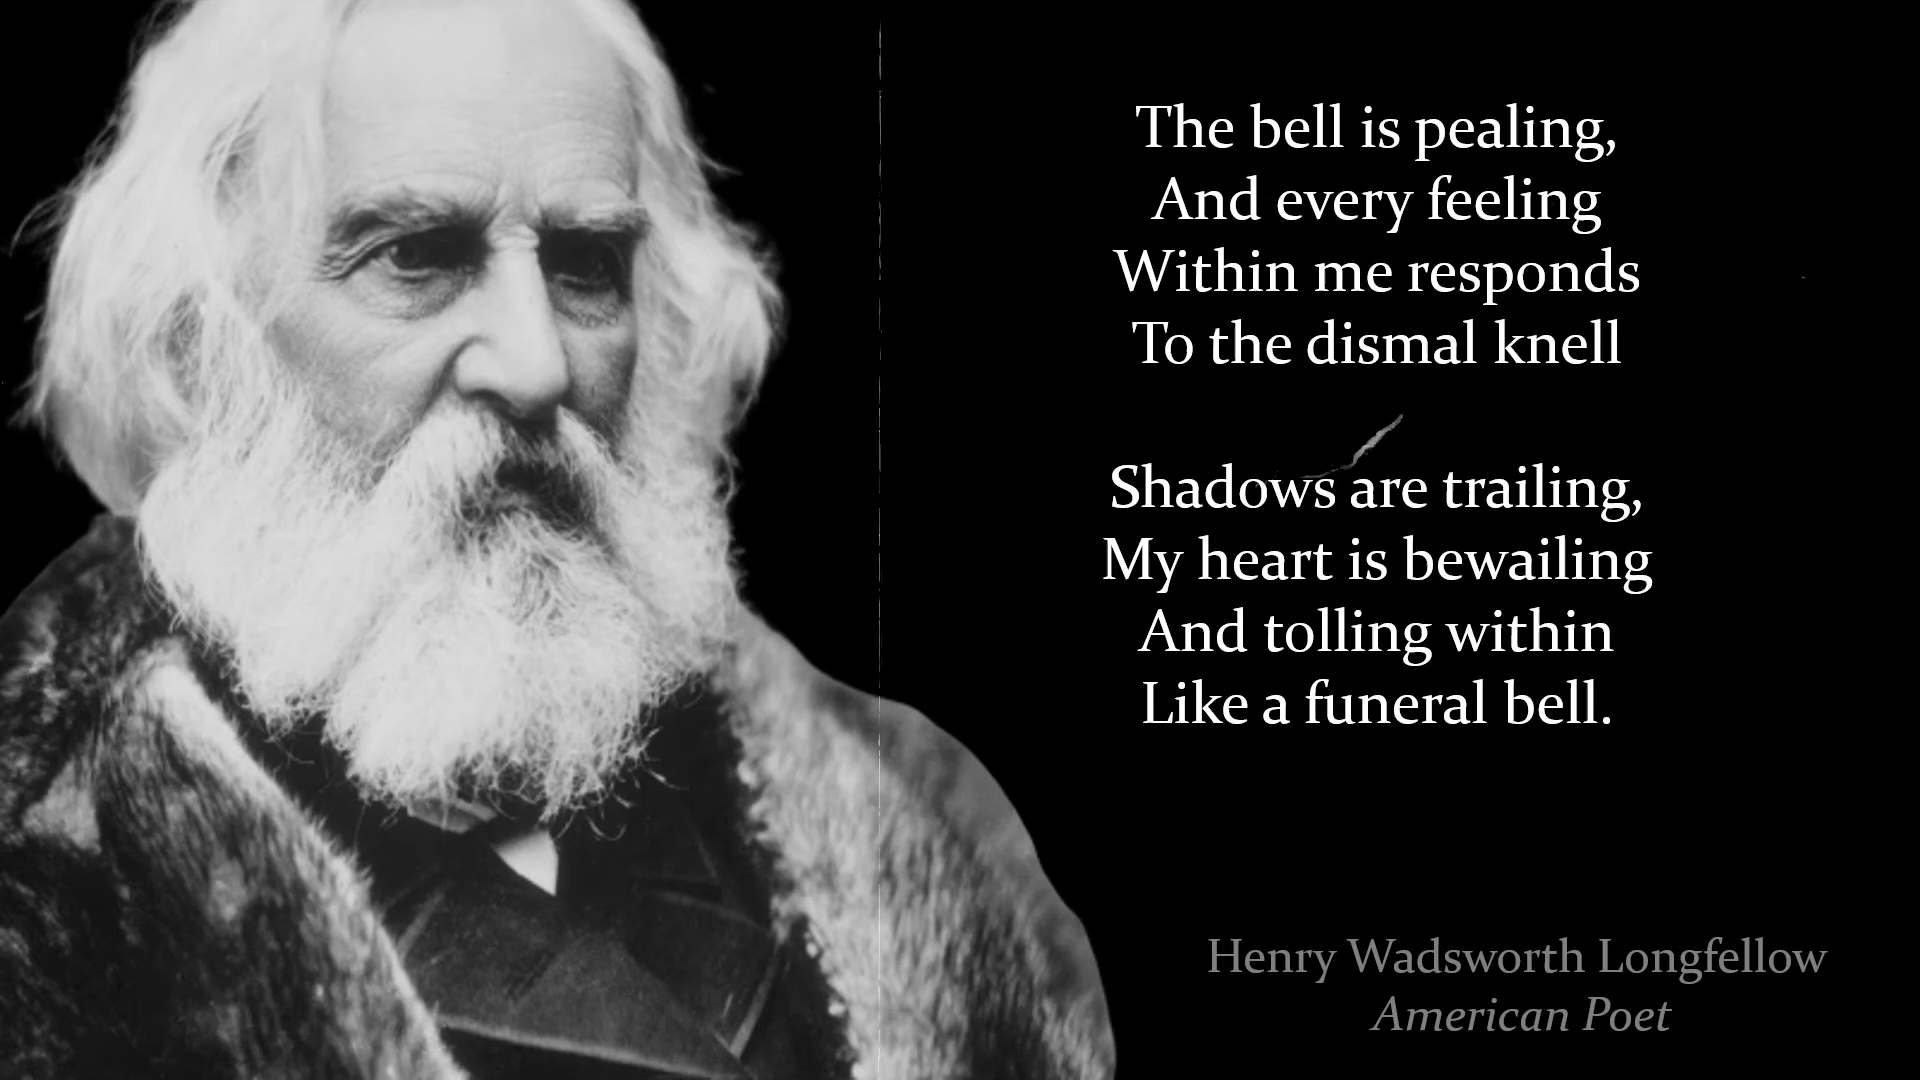 The bell is pealing,
And every feeling
Within me responds
To the dismal knell
Shadows are trailing,
My heart is bewailing
And tolling within
Like a funeral bell.
Henry Wadsworth Longfellow
American Poet